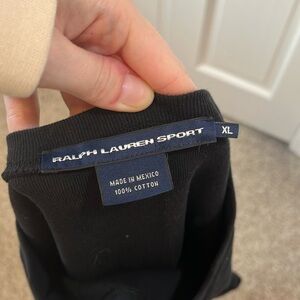 RALPH LAUREN SPORT
XL
MADE IN MEXICO
100% COTTON